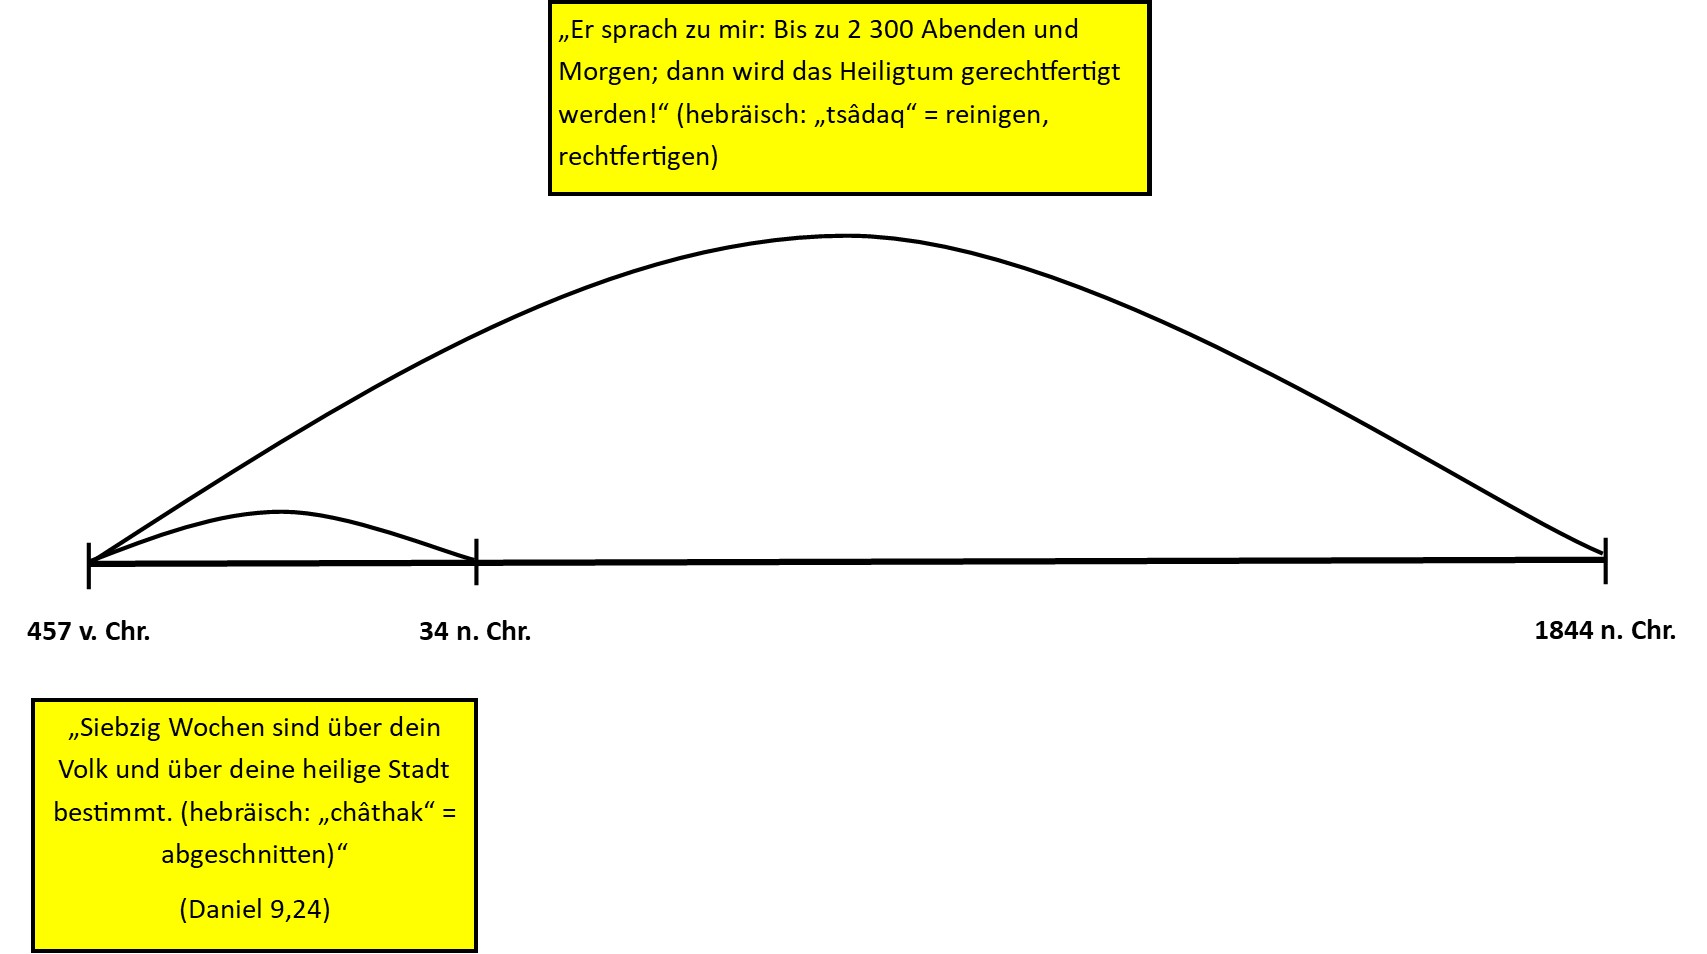 „Er sprach zu mir: Bis zu 2 300 Abenden und
Morgen; dann wird das Heiligtum gerechtfertigt
werden!“ (hebräisch: „tsâdaq“ = reinigen,
rechtfertigen)
457 v. Chr.
34 n. Chr.
1844 n. Chr.
„Siebzig Wochen sind über dein
Volk und über deine heilige Stadt
bestimmt. (hebräisch: „châthak“ =
abgeschnitten)“
(Daniel 9,24)